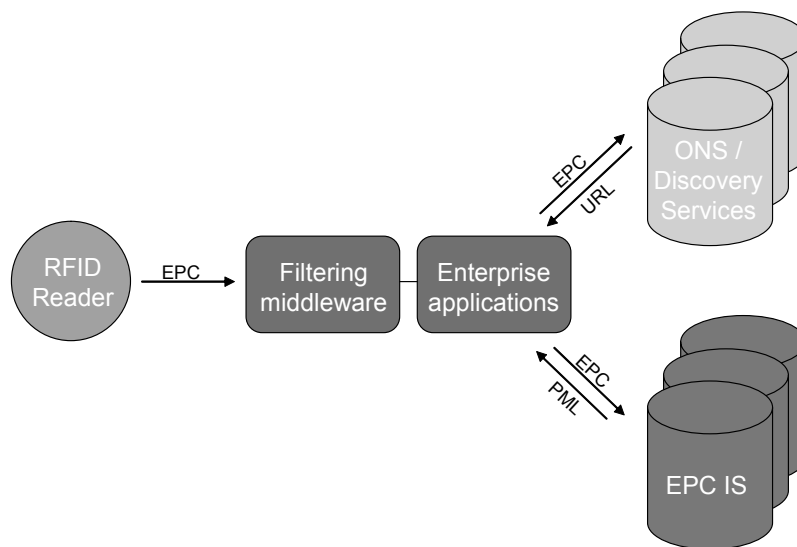 RFID
Reader
EPC
Filtering
middleware
Enterprise
applications
EPC
URL
ONS /
Discovery
Services
EPC
PML
EPC IS